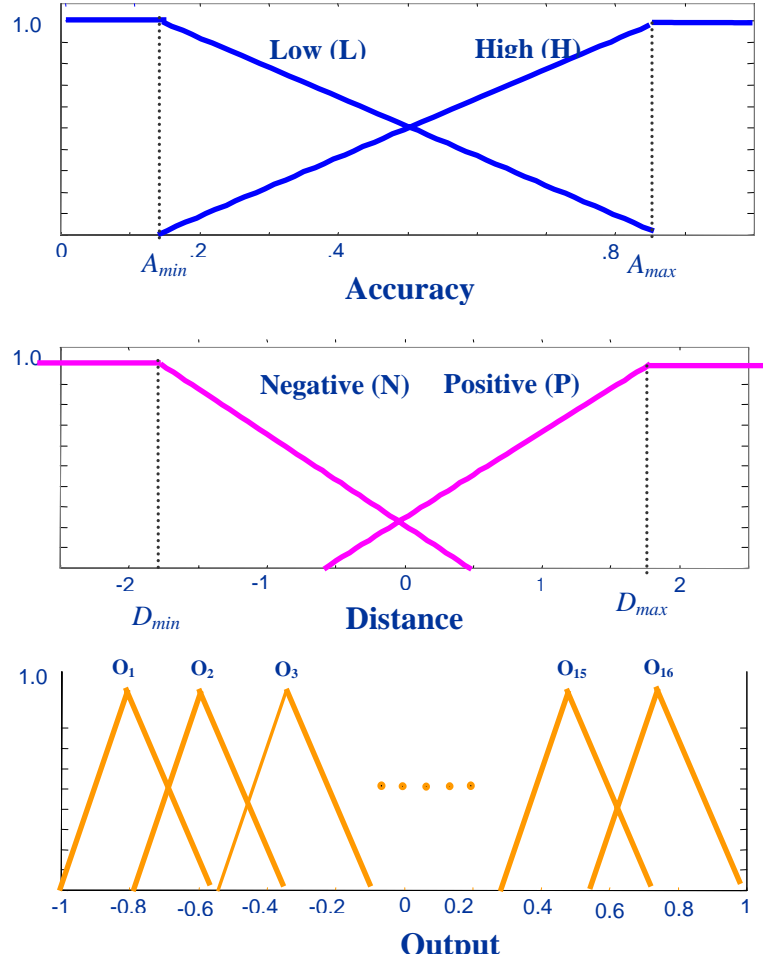 1.0
Low (L) High (H)
0 .2 .4 .8
A_min A_max
Accuracy
1.0
Negative (N) Positive (P)
-2 -1 0 1 2
D_min D_max
Distance
1.0
O₁ O₂ O₃ O₁₅ O₁₆
-1 -0.8 -0.6 -0.4 -0.2 0 0.2 0.4 0.6 0.8 1
Output